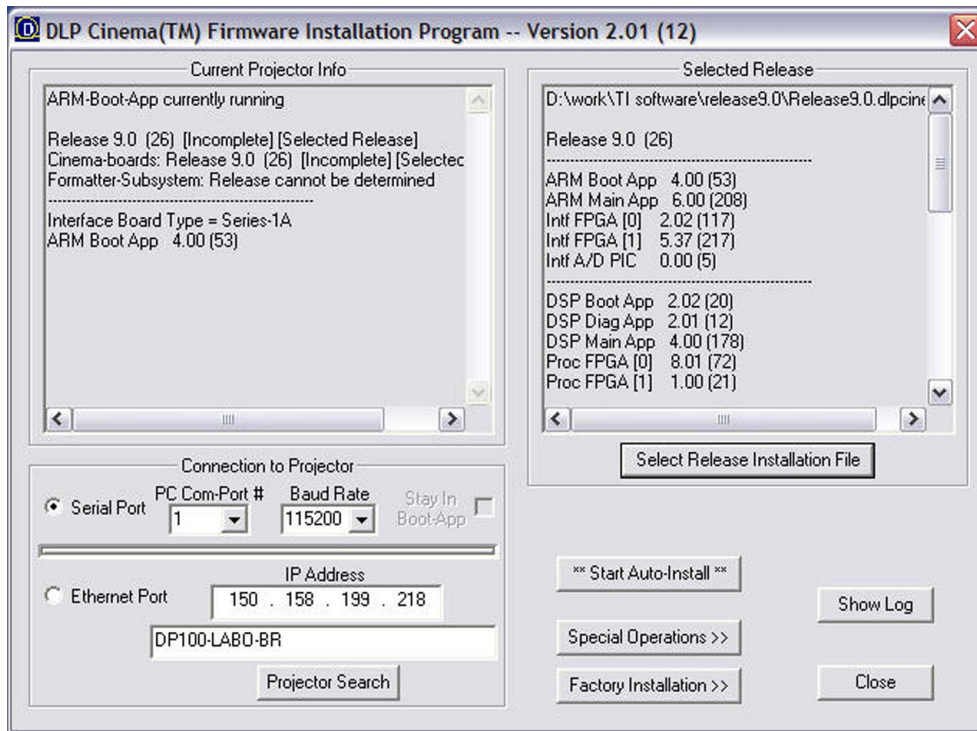 DLP Cinema(TM) Firmware Installation Program -- Version 2.01 (12)
Current Projector Info
ARM-Boot-App currently running
Release 9.0 (26) [Incomplete] [Selected Release]
Cinema-boards: Release 9.0 (26) [Incomplete] [Selected
Formatter-Subsystem: Release cannot be determined
----------------------------------------------------
Interface Board Type = Series-1A
ARM Boot App 4.00 (53)
Selected Release
D:\work\TI software\release9.0\Release9.0.dlpcine
Release 9.0 (26)
----------------------------------------------------
ARM Boot App 4.00 (53)
ARM Main App 6.00 (208)
Intf FPGA [0] 2.02 (117)
Intf FPGA [1] 5.37 (217)
Intf A/D PIC 0.00 (5)
----------------------------------------------------
DSP Boot App 2.02 (20)
DSP Diag App 2.01 (12)
DSP Main App 4.00 (178)
Proc FPGA [0] 8.01 (72)
Proc FPGA [1] 1.00 (21)
Select Release Installation File
Connection to Projector
Serial Port
PC Com-Port #
1
Baud Rate
115200
Stay In
Boot-App
Ethernet Port
IP Address
150 . 158 . 199 . 218
DP100-LABO-BR
Projector Search
** Start Auto-Install **
Special Operations >>
Factory Installation >>
Show Log
Close